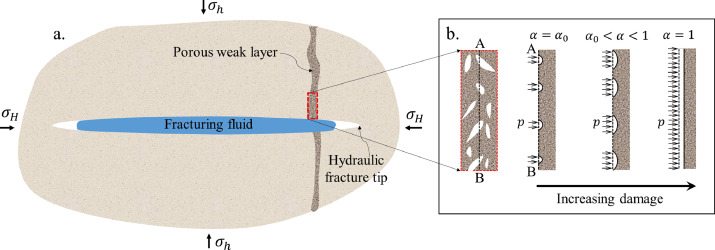 a.
σh
Porous weak layer
σH
Fracturing fluid
σH
Hydraulic
fracture tip
σh
b.
A
B
α = α₀
α₀ < α < 1
α = 1
A
p
p
p
B
Increasing damage